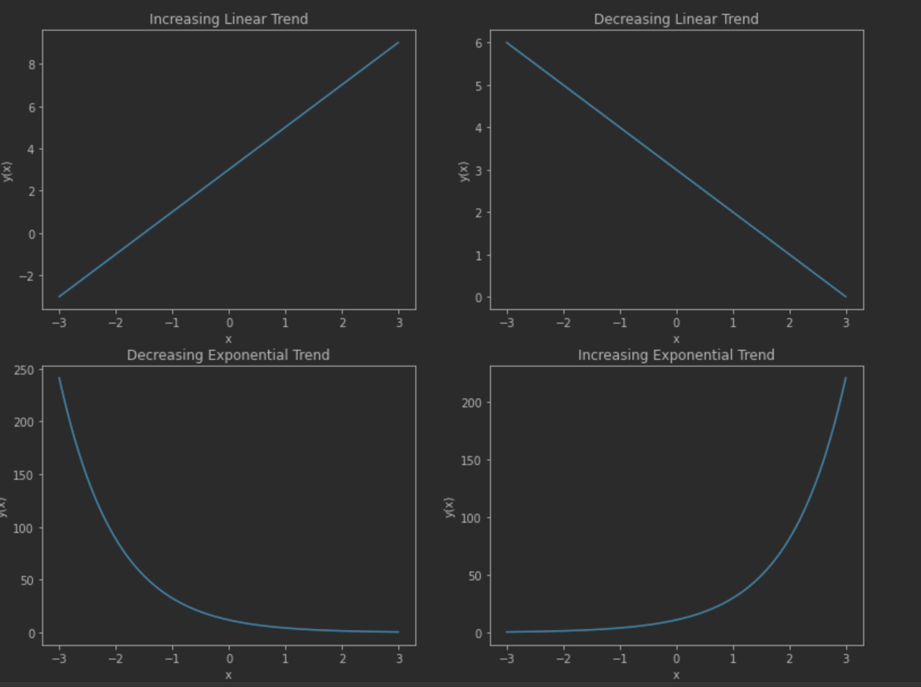 Increasing Linear Trend
8
6
4
2
0
−2
y(x)
−3 −2 −1 0 1 2 3
x
Decreasing Linear Trend
6
5
4
3
2
1
0
y(x)
−3 −2 −1 0 1 2 3
x
Decreasing Exponential Trend
250
200
150
100
50
0
y(x)
−3 −2 −1 0 1 2 3
x
Increasing Exponential Trend
200
150
100
50
0
y(x)
−3 −2 −1 0 1 2 3
x